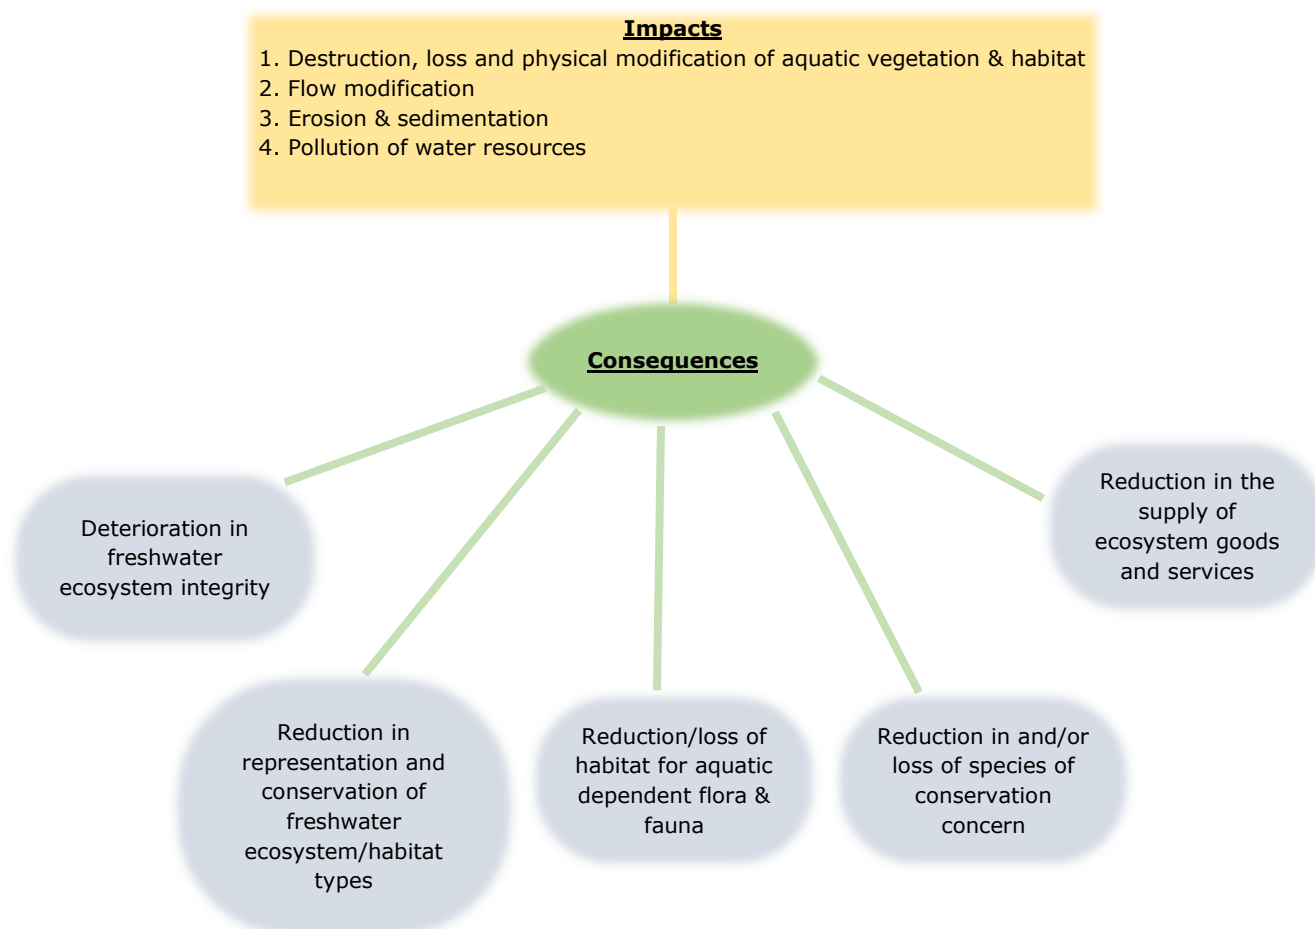 Impacts
1. Destruction, loss and physical modification of aquatic vegetation & habitat
2. Flow modification
3. Erosion & sedimentation
4. Pollution of water resources
Consequences
Deterioration in
freshwater
ecosystem integrity
Reduction in
representation and
conservation of
freshwater
ecosystem/habitat
types
Reduction/loss of
habitat for aquatic
dependent flora &
fauna
Reduction in and/or
loss of species of
conservation
concern
Reduction in the
supply of
ecosystem goods
and services